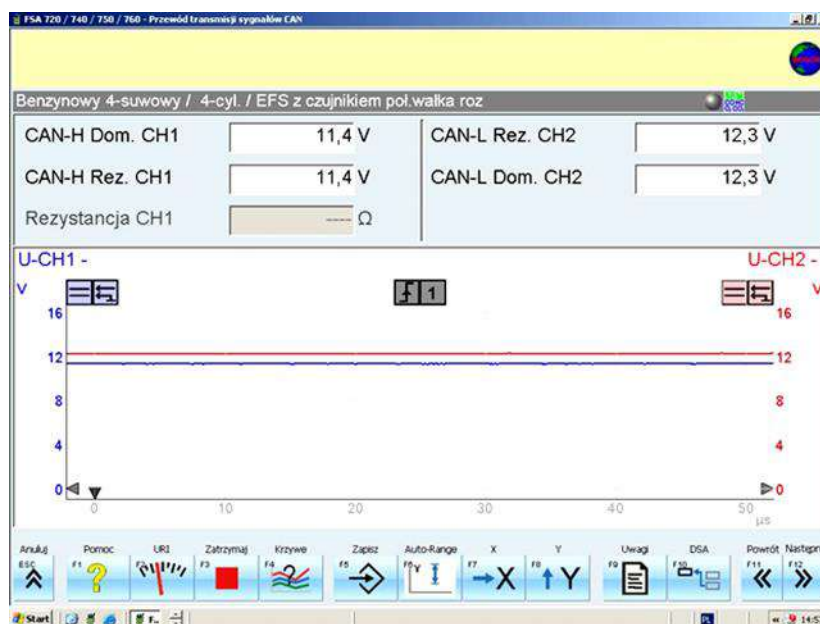 FSA 720 / 740 / 750 / 760 - Przewód transmisji sygnałów CAN
Benzynowy 4-suwowy / 4-cyl. / EFS z czujnikiem poł.wałka roz
CAN-H Dom. CH1 11,4 V CAN-L Rez. CH2 12,3 V
CAN-H Rez. CH1 11,4 V CAN-L Dom. CH2 12,3 V
Rezystancja CH1 ---- Ω
U-CH1 - U-CH2 -
V 1 V
16 16
12 12
8 8
4 4
0 0
0 10 20 30 40 50
µs
Anuluj Pomoc URI Zatrzymaj Krzywe Zapisz Auto-Range X Y Uwagi DSA Powrót Następn
ESC F1 ? F2 F3 F4 F5 F6 Y F7 X F8 Y F9 F10 F11 F12
Start F.. PL 14:5